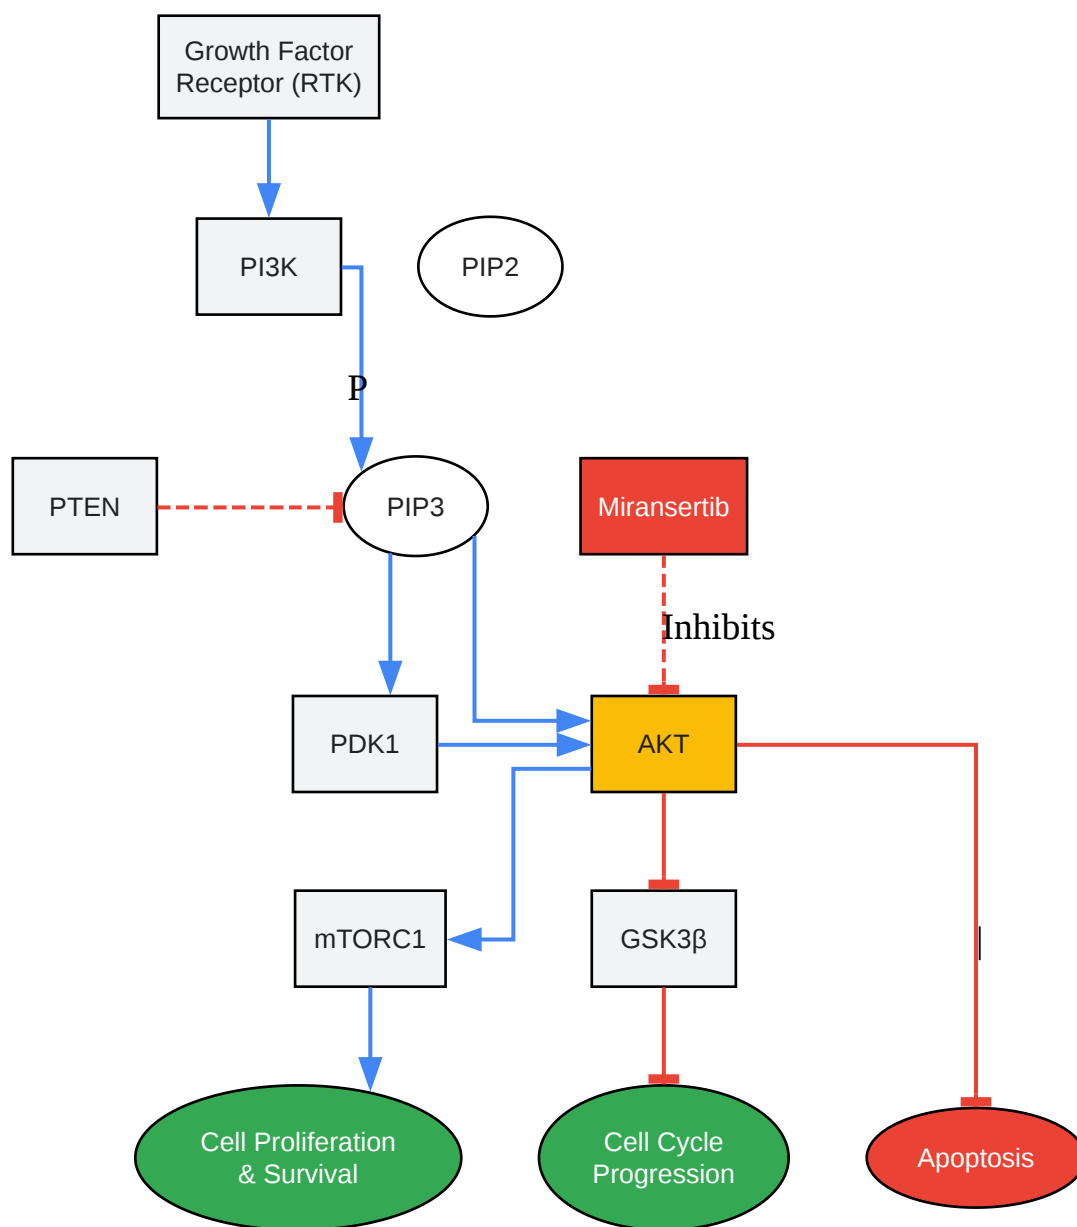 Growth Factor
Receptor (RTK)
PI3K
PIP2
P
PTEN
PIP3
Miransertib
Inhibits
PDK1
AKT
mTORC1
GSK3β
|
Cell Proliferation
& Survival
Cell Cycle
Progression
Apoptosis